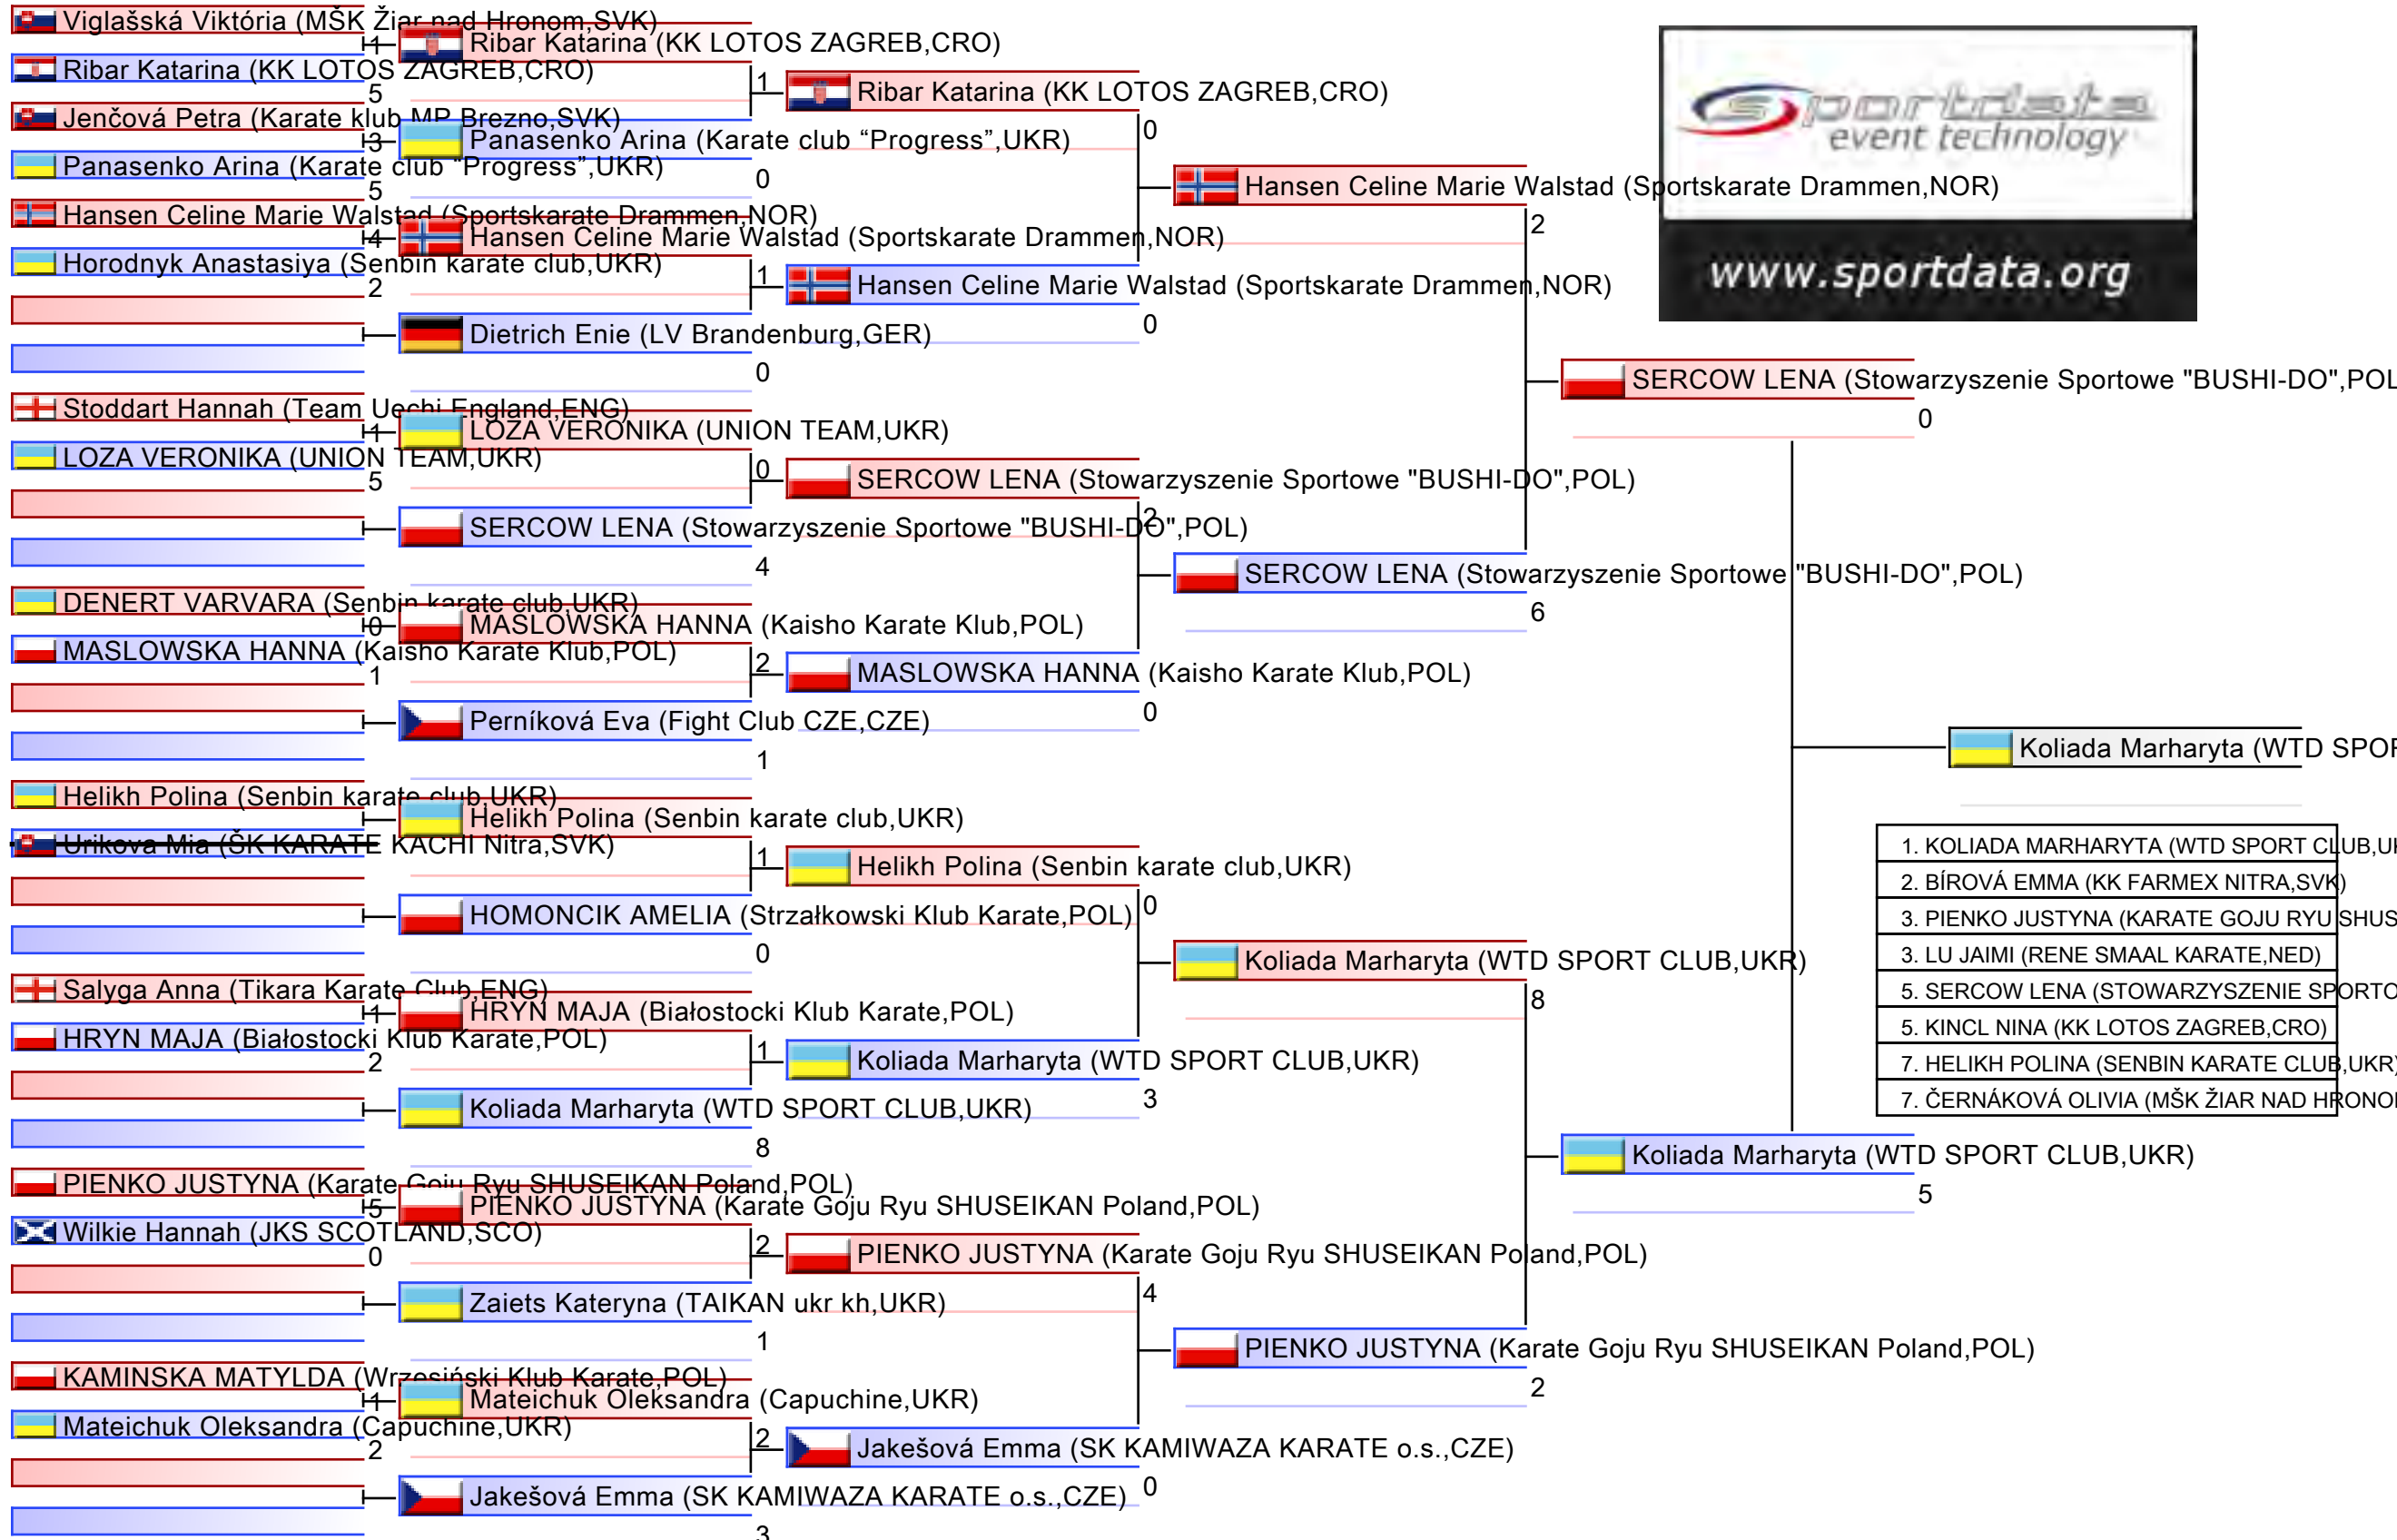 Viglašská Viktória (MŠK Žiar nad Hronom,SVK)
1
Ribar Katarina (KK LOTOS ZAGREB,CRO)
5
Jenčová Petra (Karate klub MP Brezno,SVK)
3
Panasenko Arina (Karate club “Progress”,UKR)
5
Hansen Celine Marie Walstad (Sportskarate Drammen,NOR)
4
Horodnyk Anastasiya (Senbin karate club,UKR)
2
Stoddart Hannah (Team Uechi England,ENG)
1
LOZA VERONIKA (UNION TEAM,UKR)
5
DENERT VARVARA (Senbin karate club,UKR)
0
MASLOWSKA HANNA (Kaisho Karate Klub,POL)
1
Helikh Polina (Senbin karate club,UKR)
Urikova Mia (ŠK KARATE KACHI Nitra,SVK)
Salyga Anna (Tikara Karate Club,ENG)
1
HRYN MAJA (Białostocki Klub Karate,POL)
2
PIENKO JUSTYNA (Karate Goju Ryu SHUSEIKAN Poland,POL)
5
Wilkie Hannah (JKS SCOTLAND,SCO)
0
KAMINSKA MATYLDA (Wrzesiński Klub Karate,POL)
1
Mateichuk Oleksandra (Capuchine,UKR)
2
Ribar Katarina (KK LOTOS ZAGREB,CRO)
1
Panasenko Arina (Karate club “Progress”,UKR)
0
Hansen Celine Marie Walstad (Sportskarate Drammen,NOR)
1
Dietrich Enie (LV Brandenburg,GER)
0
LOZA VERONIKA (UNION TEAM,UKR)
0
SERCOW LENA (Stowarzyszenie Sportowe "BUSHI-DO",POL)
4
MASLOWSKA HANNA (Kaisho Karate Klub,POL)
2
Perníková Eva (Fight Club CZE,CZE)
1
Helikh Polina (Senbin karate club,UKR)
1
HOMONCIK AMELIA (Strzałkowski Klub Karate,POL)
0
HRYN MAJA (Białostocki Klub Karate,POL)
1
Koliada Marharyta (WTD SPORT CLUB,UKR)
8
PIENKO JUSTYNA (Karate Goju Ryu SHUSEIKAN Poland,POL)
2
Zaiets Kateryna (TAIKAN ukr kh,UKR)
1
Mateichuk Oleksandra (Capuchine,UKR)
2
Jakešová Emma (SK KAMIWAZA KARATE o.s.,CZE)
3
Ribar Katarina (KK LOTOS ZAGREB,CRO)
0
Hansen Celine Marie Walstad (Sportskarate Drammen,NOR)
0
SERCOW LENA (Stowarzyszenie Sportowe "BUSHI-DO",POL)
2
MASLOWSKA HANNA (Kaisho Karate Klub,POL)
0
Helikh Polina (Senbin karate club,UKR)
0
Koliada Marharyta (WTD SPORT CLUB,UKR)
3
PIENKO JUSTYNA (Karate Goju Ryu SHUSEIKAN Poland,POL)
4
Jakešová Emma (SK KAMIWAZA KARATE o.s.,CZE)
0
Hansen Celine Marie Walstad (Sportskarate Drammen,NOR)
2
SERCOW LENA (Stowarzyszenie Sportowe "BUSHI-DO",POL)
6
Koliada Marharyta (WTD SPORT CLUB,UKR)
8
PIENKO JUSTYNA (Karate Goju Ryu SHUSEIKAN Poland,POL)
2
SERCOW LENA (Stowarzyszenie Sportowe "BUSHI-DO",POL
0
Koliada Marharyta (WTD SPORT CLUB,UKR)
5
Koliada Marharyta (WTD
sportdata
event technology
www.sportdata.org
1. KOLIADA MARHARYTA (WTD SPORT CLUB,
2. BÍROVÁ EMMA (KK FARMEX NITRA,SVK)
3. PIENKO JUSTYNA (KARATE GOJU RYU
3. LU JAIMI (RENE SMAAL KARATE,NED)
5. SERCOW LENA (STOWARZYSZENIE
5. KINCL NINA (KK LOTOS ZAGREB,CRO)
7. HELIKH POLINA (SENBIN KARATE CLUB,UKR)
7. ČERNÁKOVÁ OLIVIA (MŠK ŽIAR NAD